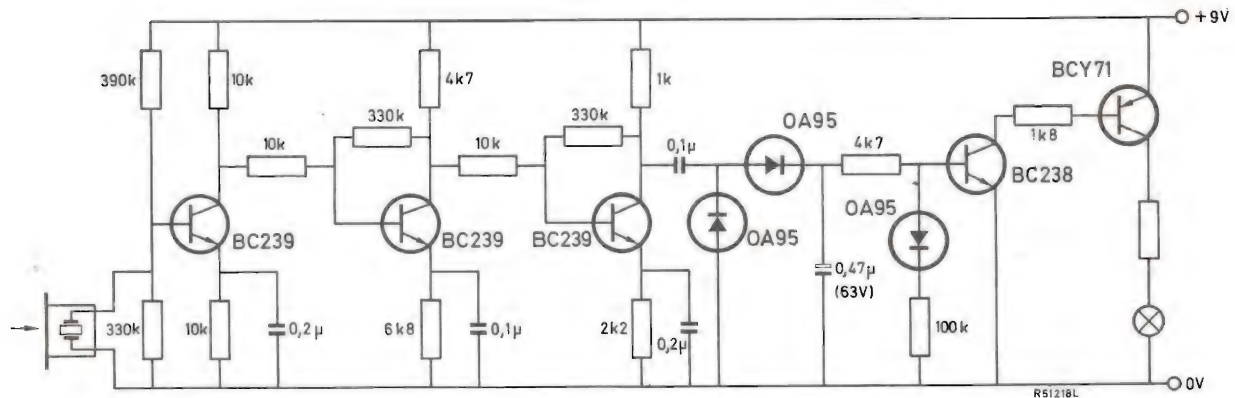 +9V
BCY71
390k
10k
4k7
1k
330k
330k
OA95
1k8
10k
10k
0,1μ
4k7
BC238
BC239
BC239
BC239
OA95
OA95
0,47μ
(63V)
330k
10k
0,2μ
6k8
0,1μ
2k2
0,2μ
100k
0V
R51218L